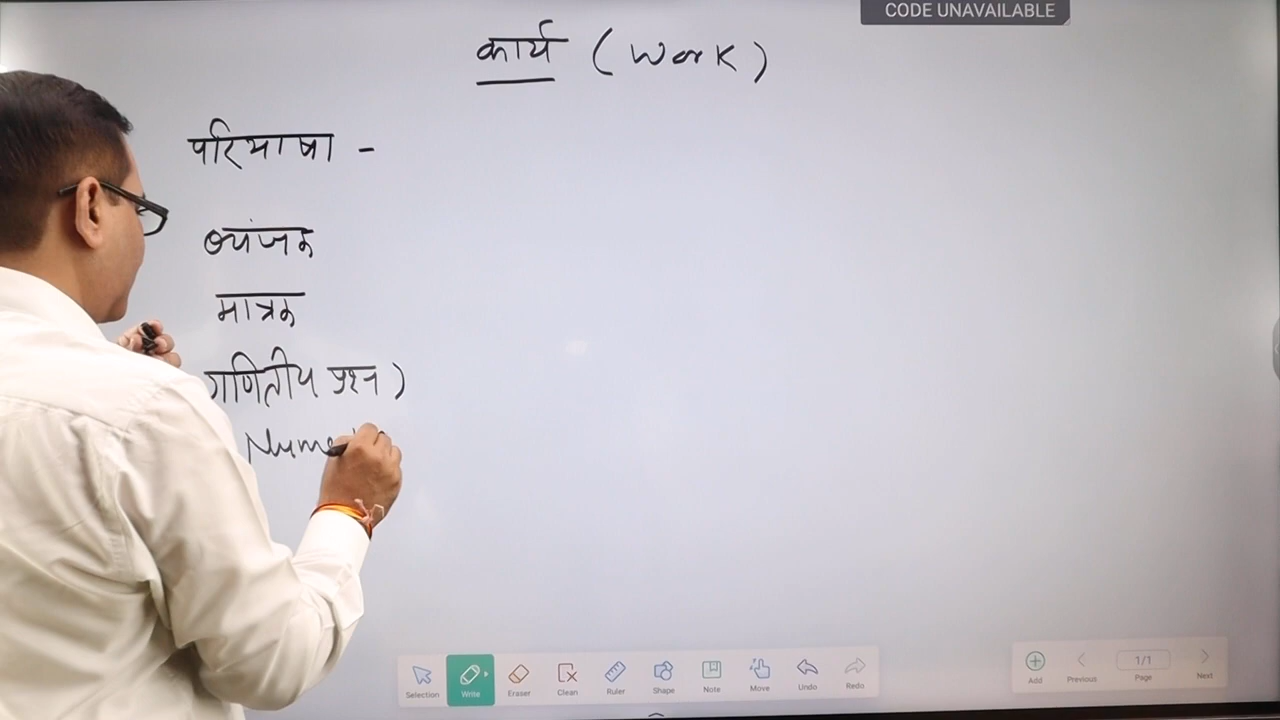 CODE UNAVAILABLE
कार्य (Work)
परिभाषा -
व्यंजक
मात्रक
गणितीय प्रश्न)
Nume
Selection Write Eraser Clean Ruler Shape Note Move Undo Redo
Add Previous 1/1 Page Next